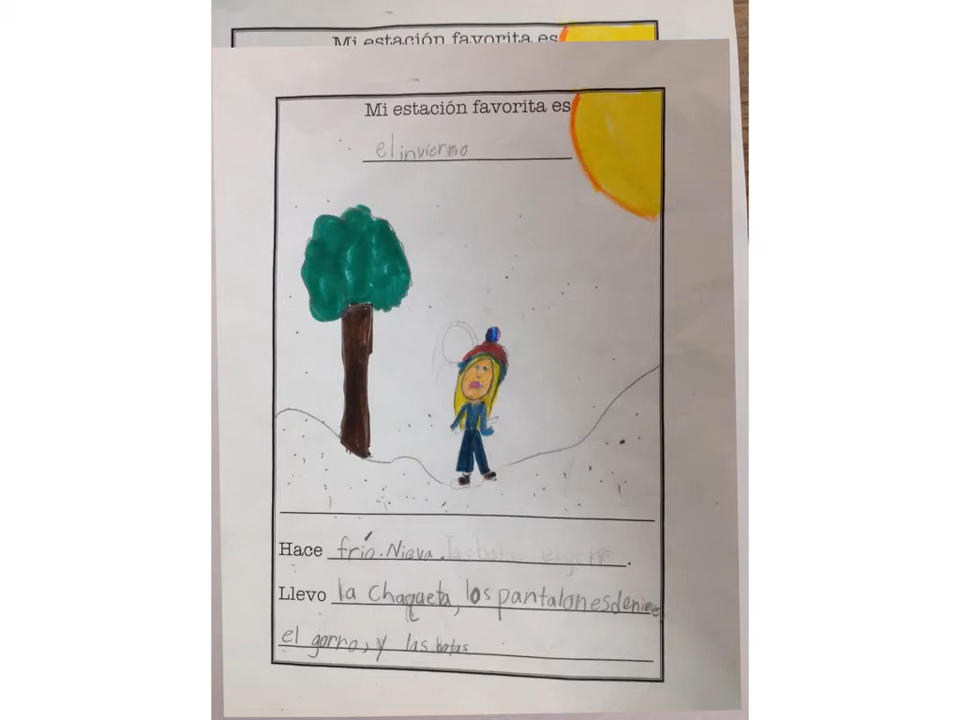 Mi estación favorita es
Mi estación favorita es
el invierno
Hace frío. Nieva.
Llevo la chaqueta, los pantalones de nieve
el gorro, y las botas